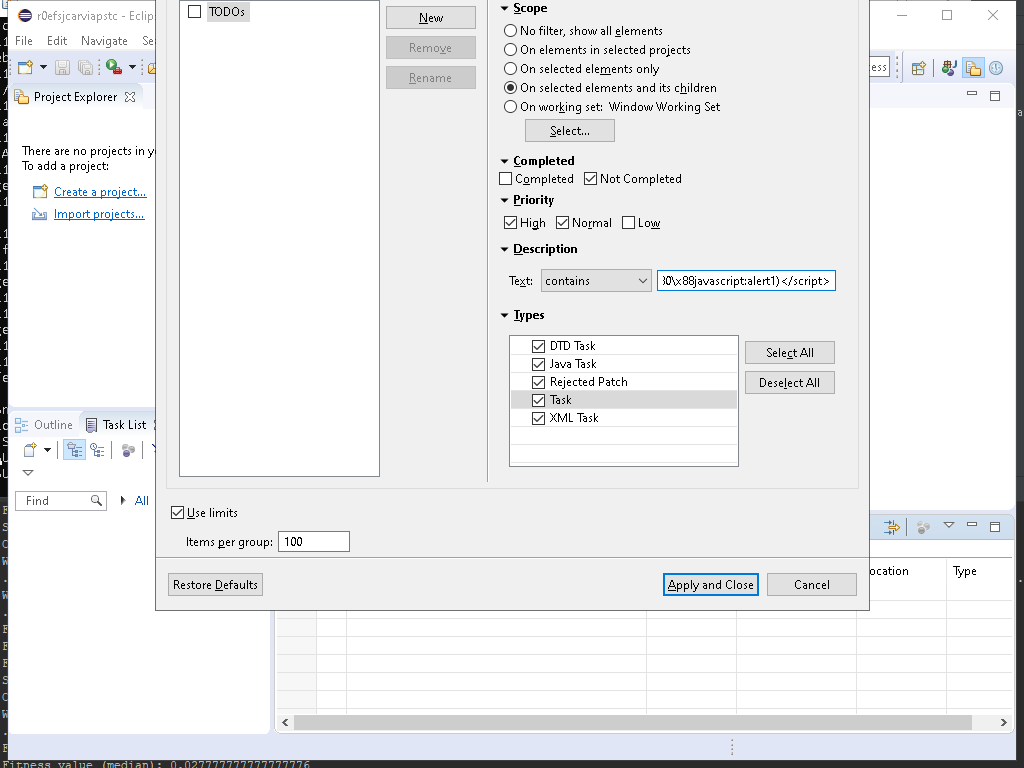 r0efsjcarviapstc - Eclips
File Edit Navigate Se
Project Explorer
There are no projects in y
To add a project:
Create a project...
Import projects...
Outline
Task List
Find
All
TODOs
New
Remove
Rename
Scope
No filter, show all elements
On elements in selected projects
On selected elements only
On selected elements and its children
On working set: Window Working Set
Select...
Completed
Completed
Not Completed
Priority
High
Normal
Low
Description
Text:
contains
30\x88javascript:alert1)</script>
Types
DTD Task
Java Task
Rejected Patch
Task
XML Task
Select All
Deselect All
Use limits
Items per group: 100
Restore Defaults
Apply and Close
Cancel
ess
ocation
Type
Fitness value (median): 0.027777777777777776